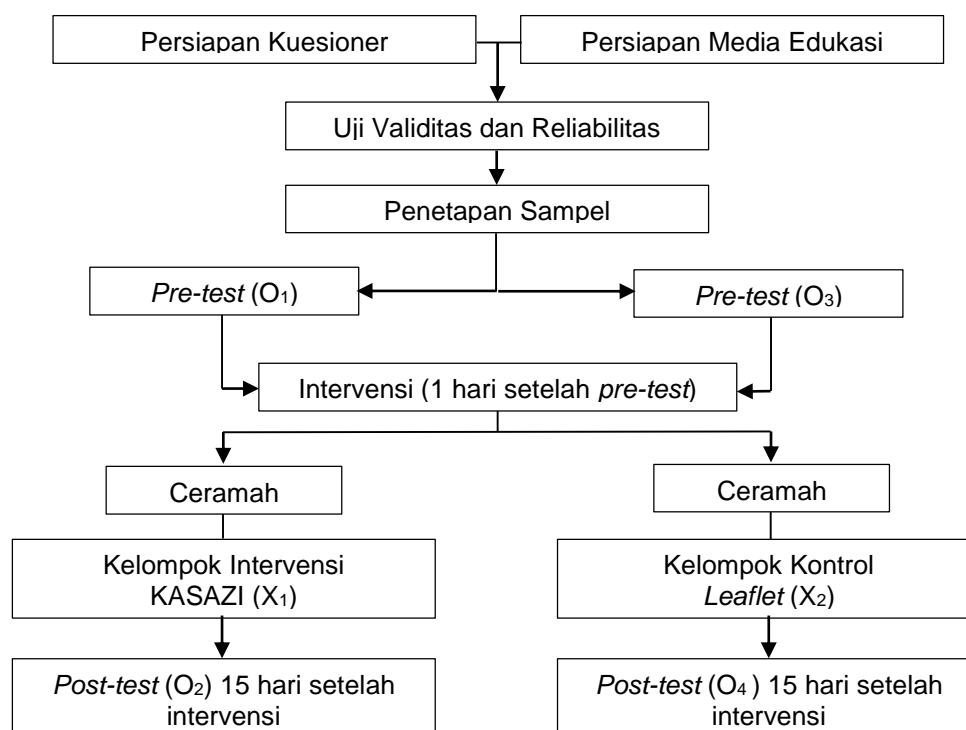 Persiapan Kuesioner
Persiapan Media Edukasi
Uji Validitas dan Reliabilitas
Penetapan Sampel
Pre-test (O₁)
Pre-test (O₃)
Intervensi (1 hari setelah pre-test)
Ceramah
Ceramah
Kelompok Intervensi
KASAZI (X₁)
Kelompok Kontrol
Leaflet (X₂)
Post-test (O₂) 15 hari setelah
intervensi
Post-test (O₄ ) 15 hari setelah
intervensi